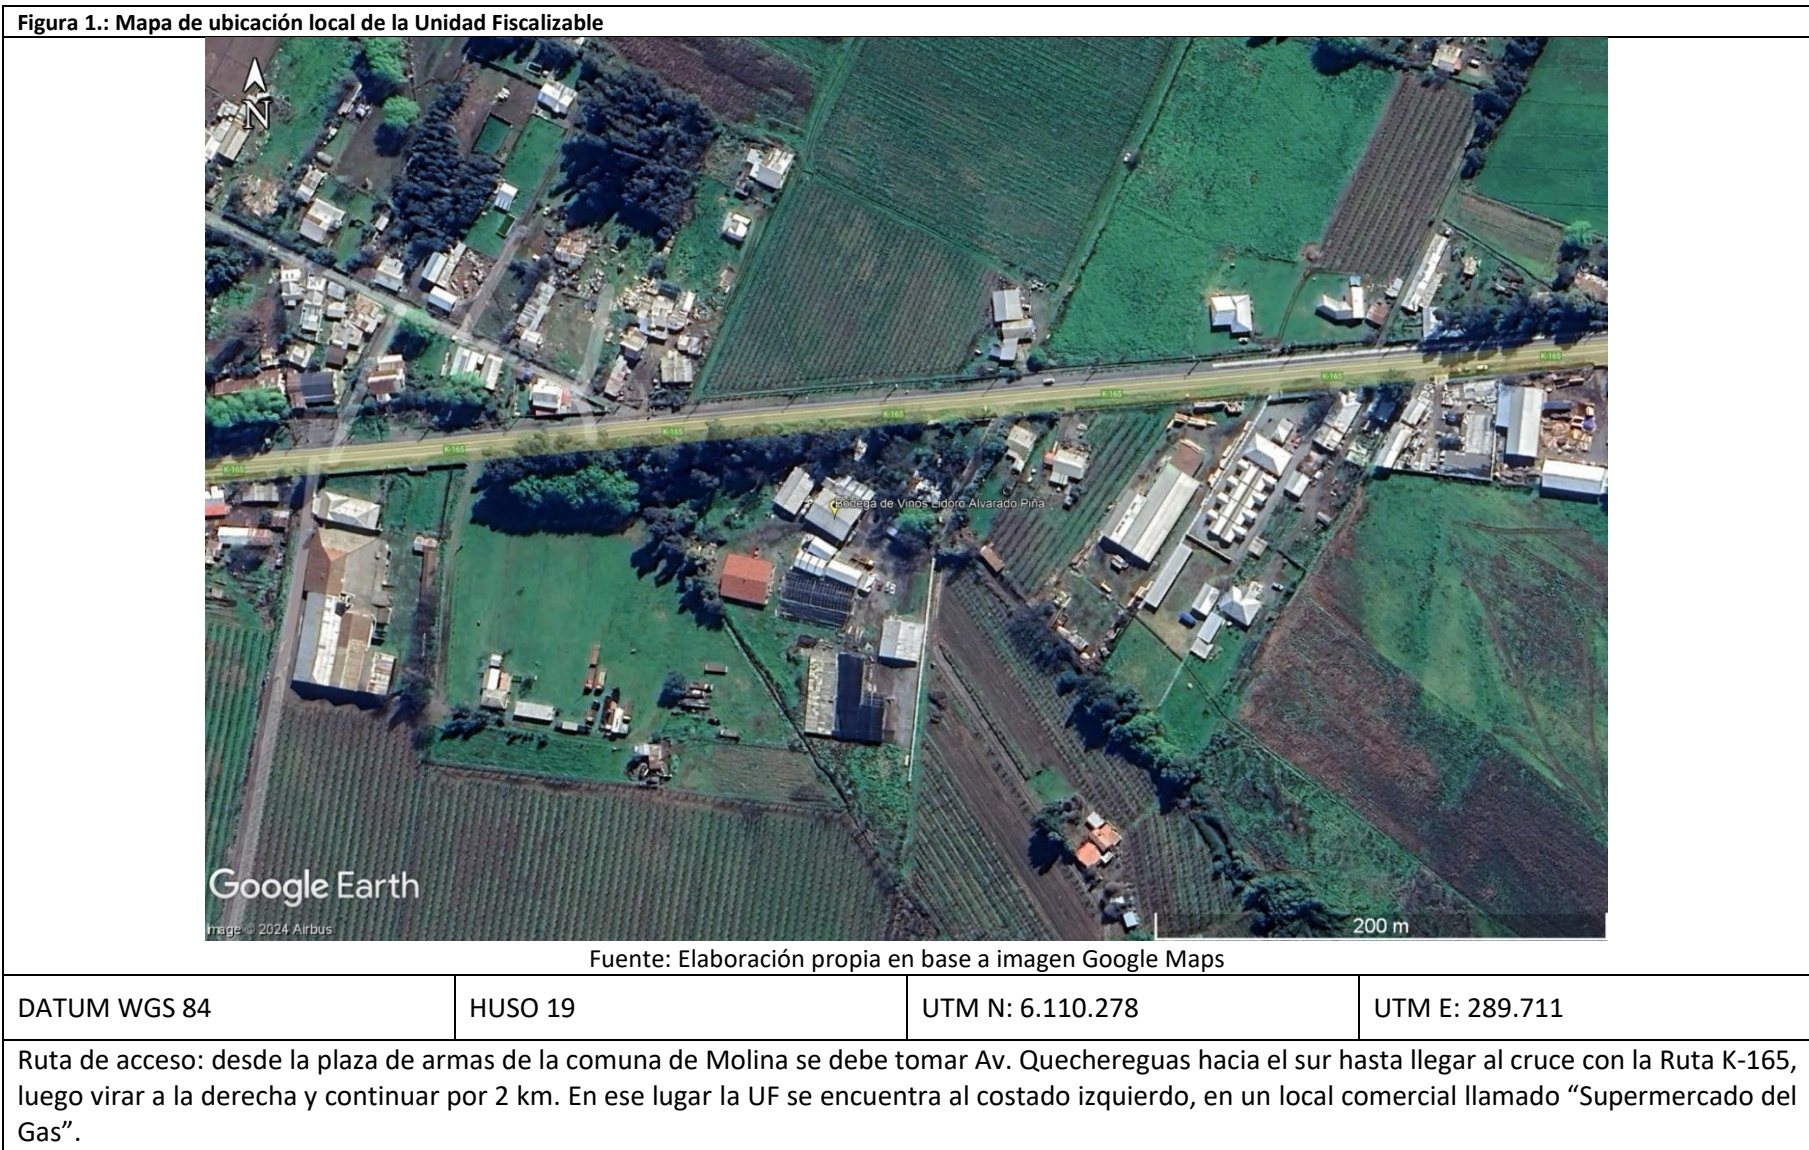 Figura 1.: Mapa de ubicación local de la Unidad Fiscalizable
N
K-165
K-165
K-165
K-165
K-165
K-165
K-165
Bodega de Vinos Lidoro Alvarado Piña
Google Earth
Image © 2024 Airbus
200 m
Fuente: Elaboración propia en base a imagen Google Maps
DATUM WGS 84
HUSO 19
UTM N: 6.110.278
UTM E: 289.711
Ruta de acceso: desde la plaza de armas de la comuna de Molina se debe tomar Av. Quechereguas hacia el sur hasta llegar al cruce con la Ruta K-165,
luego virar a la derecha y continuar por 2 km. En ese lugar la UF se encuentra al costado izquierdo, en un local comercial llamado “Supermercado del
Gas”.